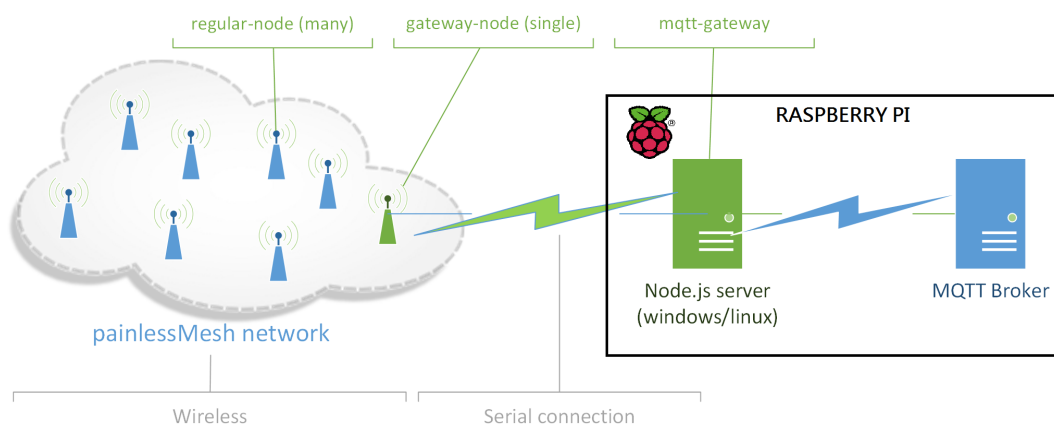 regular-node (many)
gateway-node (single)
mqtt-gateway
RASPBERRY PI
®
Node.js server
(windows/linux)
MQTT Broker
painlessMesh network
Wireless
Serial connection